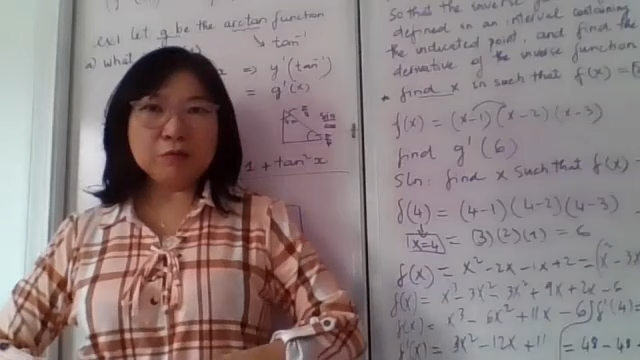 ex1 let g be the arctan function
tan⁻¹
a) what
x => y'(tan⁻¹)
= g'(x)
1 + tan²x
so that the inverse
defined in an interval containing
the indicated point, and find the
derivative of the inverse function
* find x in such that f(x) =
f(x) = (x-1)(x-2)(x-3)
find g'(6)
Sln: find x such that f(x)
f(4) = (4-1)(4-2)(4-3)
x=4 = (3)(2)(1) = 6
f(x) = x² - 2x - 1x + 2 = (x² - 3x
f(x) = x³ - 3x² - 3x² + 9x + 2x - 6
f(x) = x³ - 6x² + 11x - 6 f'(4) =
f'(x) = 3x² - 12x + 11 = 48 - 48